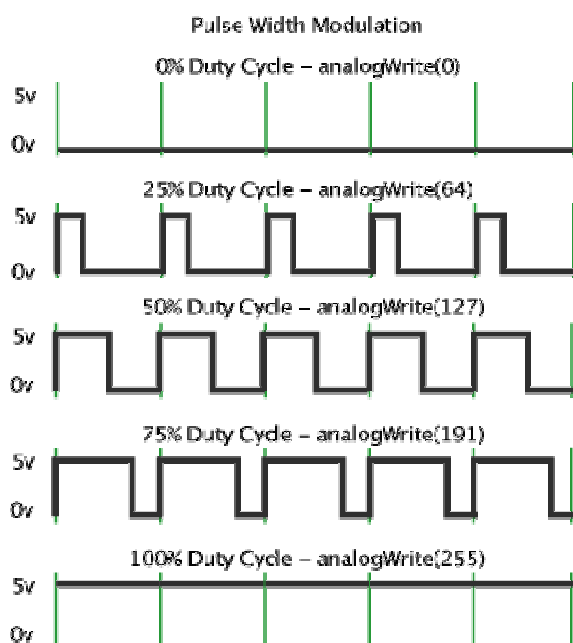 Pulse Width Modulation
0% Duty Cycle – analogWrite(0)
5v
0v
25% Duty Cycle – analogWrite(64)
5v
0v
50% Duty Cycle – analogWrite(127)
5v
0v
75% Duty Cycle – analogWrite(191)
5v
0v
100% Duty Cycle – analogWrite(255)
5v
0v